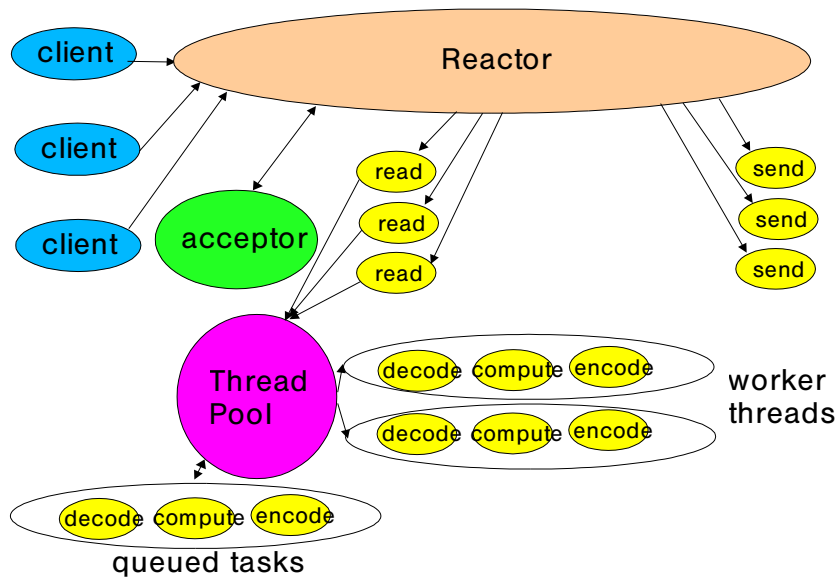 client
Reactor
client
read
send
client
acceptor
read
send
read
send
Thread
Pool
decode compute encode
worker
threads
decode compute encode
decode compute encode
queued tasks